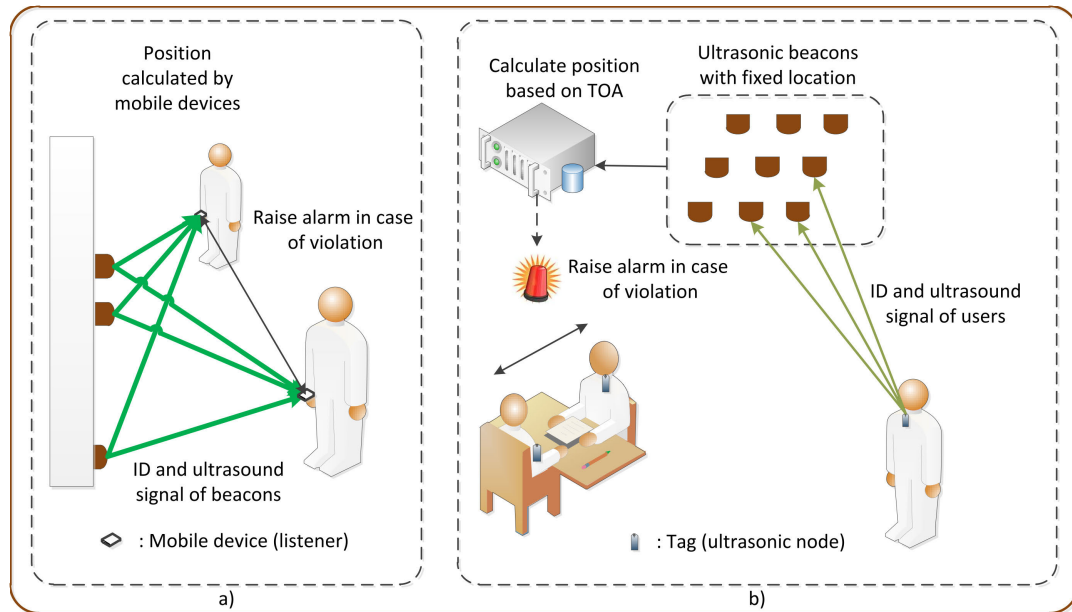 Position
calculated by
mobile devices
Raise alarm in case
of violation
ID and ultrasound
signal of beacons
: Mobile device (listener)
a)
Calculate position
based on TOA
Ultrasonic beacons
with fixed location
Raise alarm in case
of violation
ID and ultrasound
signal of users
: Tag (ultrasonic node)
b)